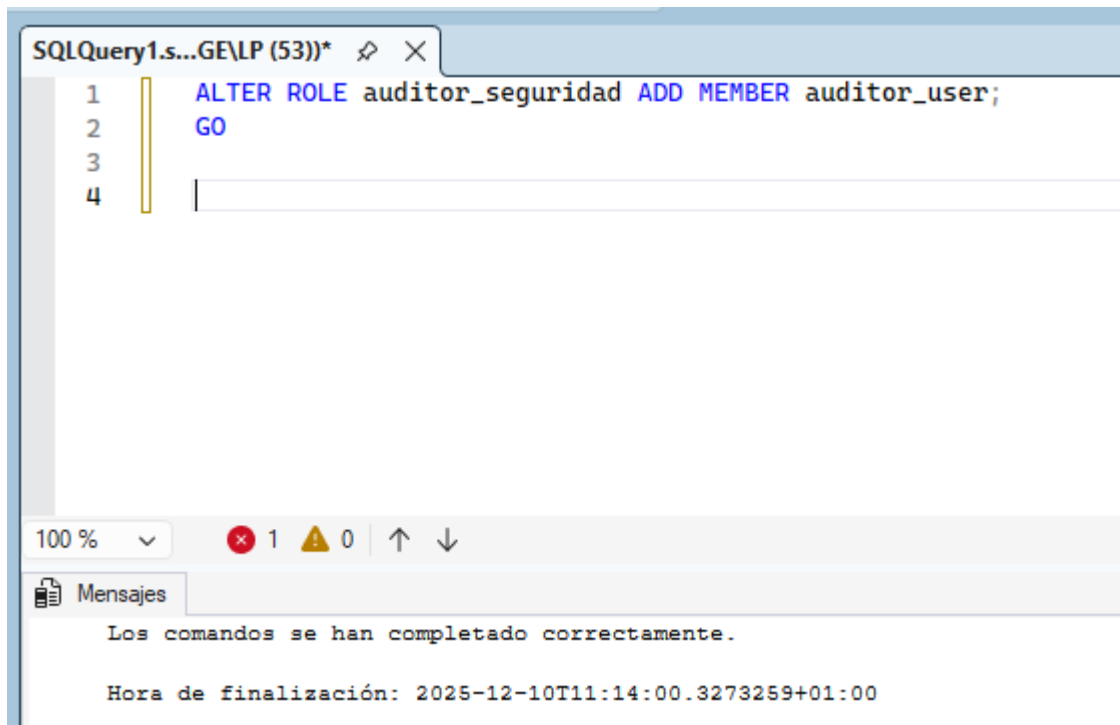 SQLQuery1.s...GE\LP (53))*
1 ALTER ROLE auditor_seguridad ADD MEMBER auditor_user;
2 GO
3
4
100 % 1 0
Mensajes
Los comandos se han completado correctamente.
Hora de finalización: 2025-12-10T11:14:00.3273259+01:00